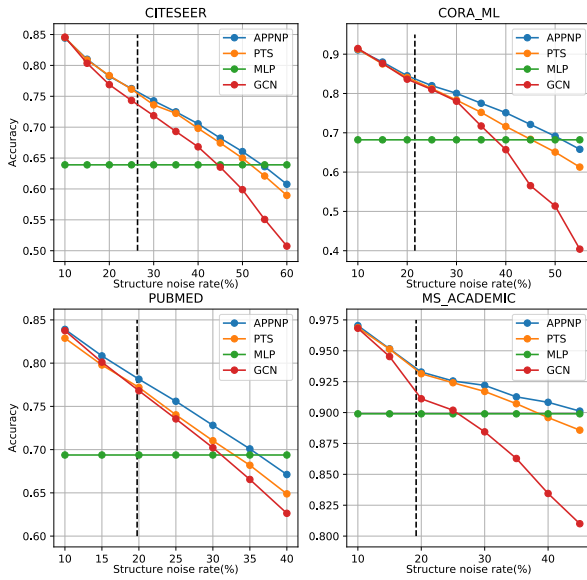 CITESEER
0.85
0.80
0.75
0.70
0.65
0.60
0.55
0.50
Accuracy
APPNP
PTS
MLP
GCN
10 20 30 40 50 60
Structure noise rate(%)
CORA_ML
0.9
0.8
0.7
0.6
0.5
0.4
APPNP
PTS
MLP
GCN
10 20 30 40 50
Structure noise rate(%)
PUBMED
0.85
0.80
0.75
0.70
0.65
0.60
Accuracy
APPNP
PTS
MLP
GCN
10 15 20 25 30 35 40
Structure noise rate(%)
MS_ACADEMIC
0.975
0.950
0.925
0.900
0.875
0.850
0.825
0.800
APPNP
PTS
MLP
GCN
10 20 30 40
Structure noise rate(%)